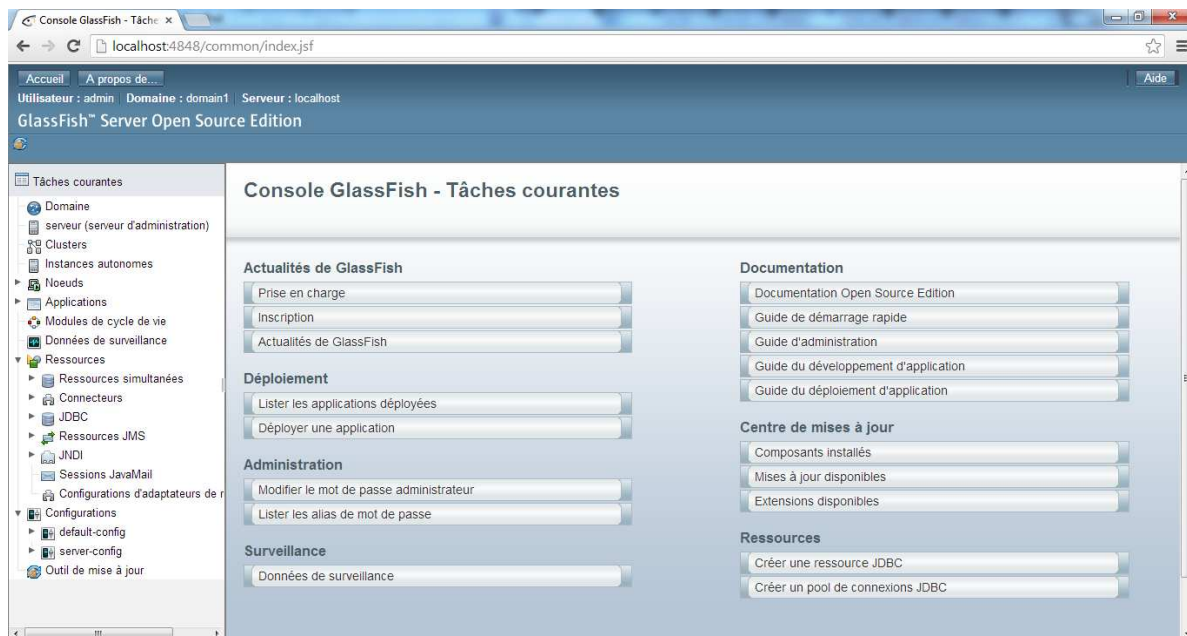 Console GlassFish - Tâche
localhost:4848/common/index.jsf
Accueil A propos de... Aide
Utilisateur : admin Domaine : domain1 Serveur : localhost
GlassFish™ Server Open Source Edition
Tâches courantes
Domaine
serveur (serveur d'administration)
Clusters
Instances autonomes
Noeuds
Applications
Modules de cycle de vie
Données de surveillance
Ressources
Ressources simultanées
Connecteurs
JDBC
Ressources JMS
JNDI
Sessions JavaMail
Configurations d'adaptateurs de r
Configurations
default-config
server-config
Outil de mise à jour
Console GlassFish - Tâches courantes
Actualités de GlassFish
Prise en charge
Inscription
Actualités de GlassFish
Déploiement
Lister les applications déployées
Déployer une application
Administration
Modifier le mot de passe administrateur
Lister les alias de mot de passe
Surveillance
Données de surveillance
Documentation
Documentation Open Source Edition
Guide de démarrage rapide
Guide d'administration
Guide du développement d'application
Guide du déploiement d'application
Centre de mises à jour
Composants installés
Mises à jour disponibles
Extensions disponibles
Ressources
Créer une ressource JDBC
Créer un pool de connexions JDBC